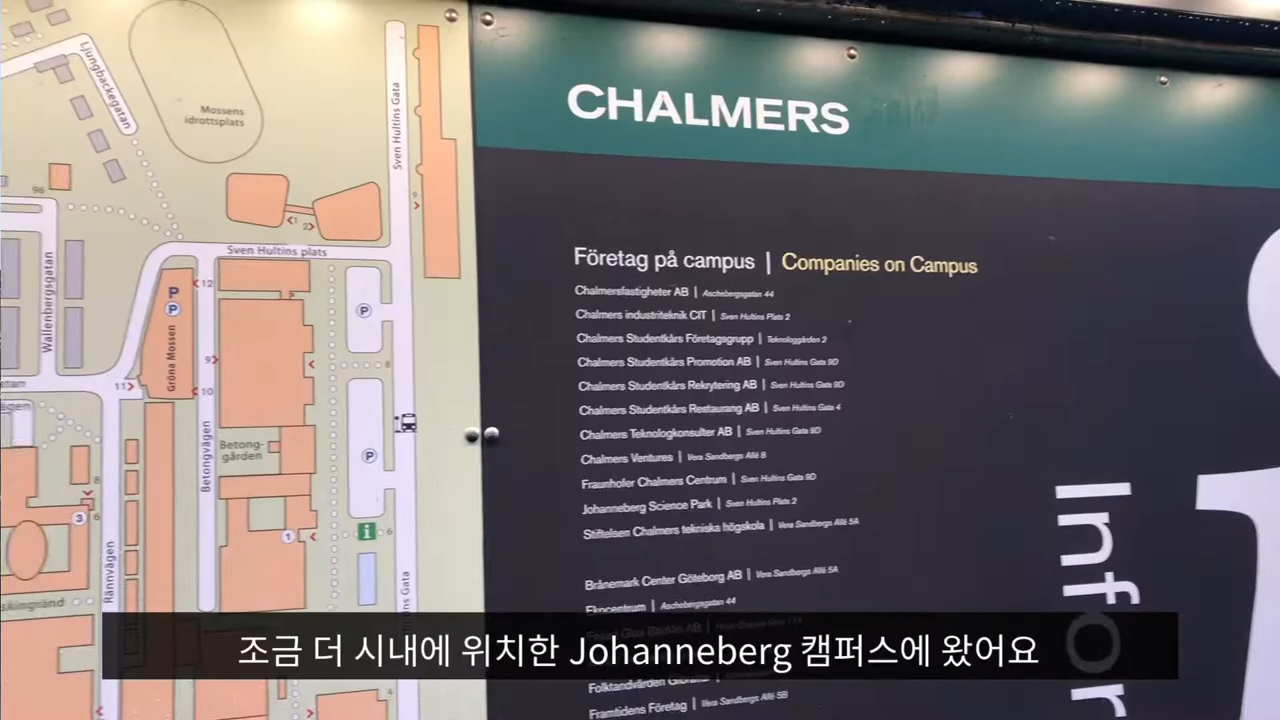 Ljungbackegatan
Mossens
idrottsplats
Sven Hultins Gata
96
9
1
2
Sven Hultins plats
Wallenbergsgatan
P
P
12
P
Gröna Mossen
9
8
11
10
Betongvägen
Betong-
gården
P
8
3
6
1
i
6
Rännvägen
4
CHALMERS
Företag på campus | Companies on Campus
Chalmersfastigheter AB | Aschebergsgatan 44
Chalmers industriteknik CIT | Sven Hultins Plats 2
Chalmers Studentkårs Företagsgrupp | Teknologgården 2
Chalmers Studentkårs Promotion AB | Sven Hultins Gata 9D
Chalmers Studentkårs Rekrytering AB | Sven Hultins Gata 9D
Chalmers Studentkårs Restaurang AB | Sven Hultins Gata 4
Chalmers Teknologkonsulter AB | Sven Hultins Gata 9D
Chalmers Ventures | Vera Sandbergs Allé 8
Fraunhofer Chalmers Centrum | Sven Hultins Gata 9D
Johanneberg Science Park | Sven Hultins Plats 2
Stiftelsen Chalmers tekniska högskola | Vera Sandbergs Allé 5A
Brånemark Center Göteborg AB | Vera Sandbergs Allé 5A
Ekocentrum | Aschebergsgatan 44
Folktandvården
Framtidens Företag | Vera Sandbergs Allé 5B
i
Infor
조금 더 시내에 위치한 Johanneberg 캠퍼스에 왔어요